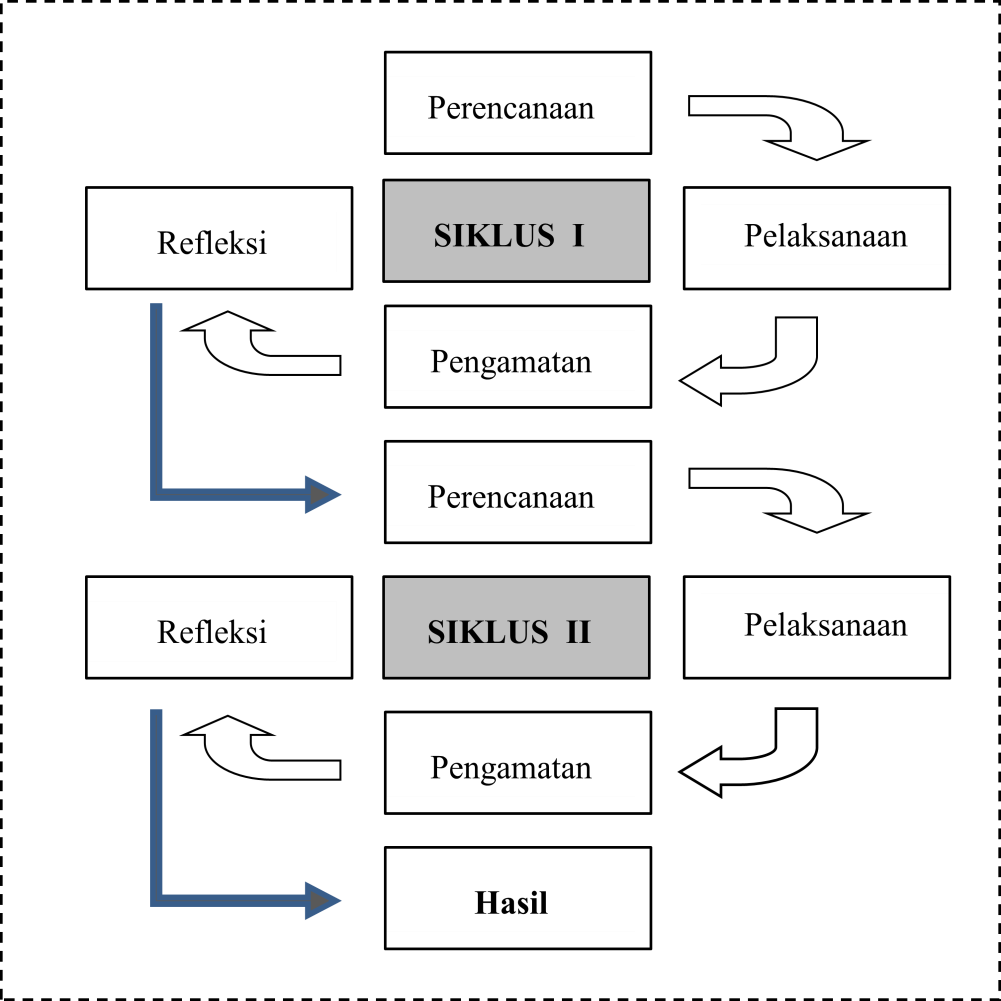 Perencanaan
Refleksi
SIKLUS I
Pelaksanaan
Pengamatan
Perencanaan
Refleksi
SIKLUS II
Pelaksanaan
Pengamatan
Hasil